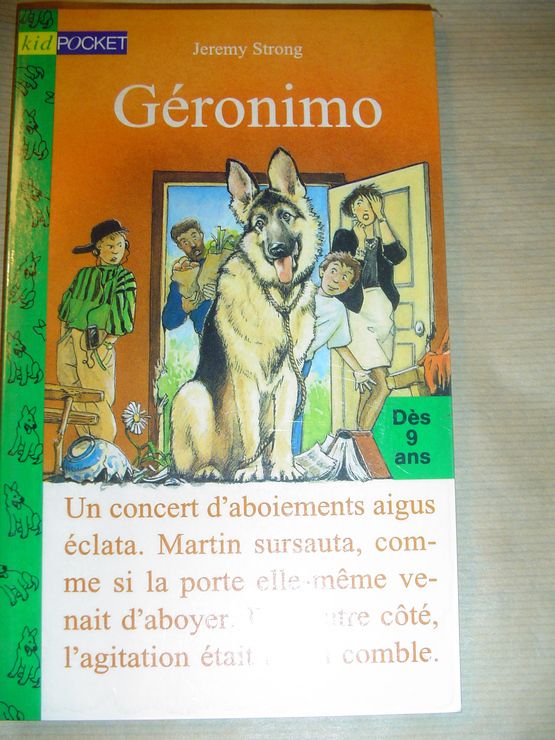 kid POCKET
Jeremy Strong
Géronimo
Dès
9
ans
Un concert d'aboiements aigus
éclata. Martin sursauta, com-
me si la porte elle-même ve-
nait d'aboyer. côté,
l'agitation était comble.